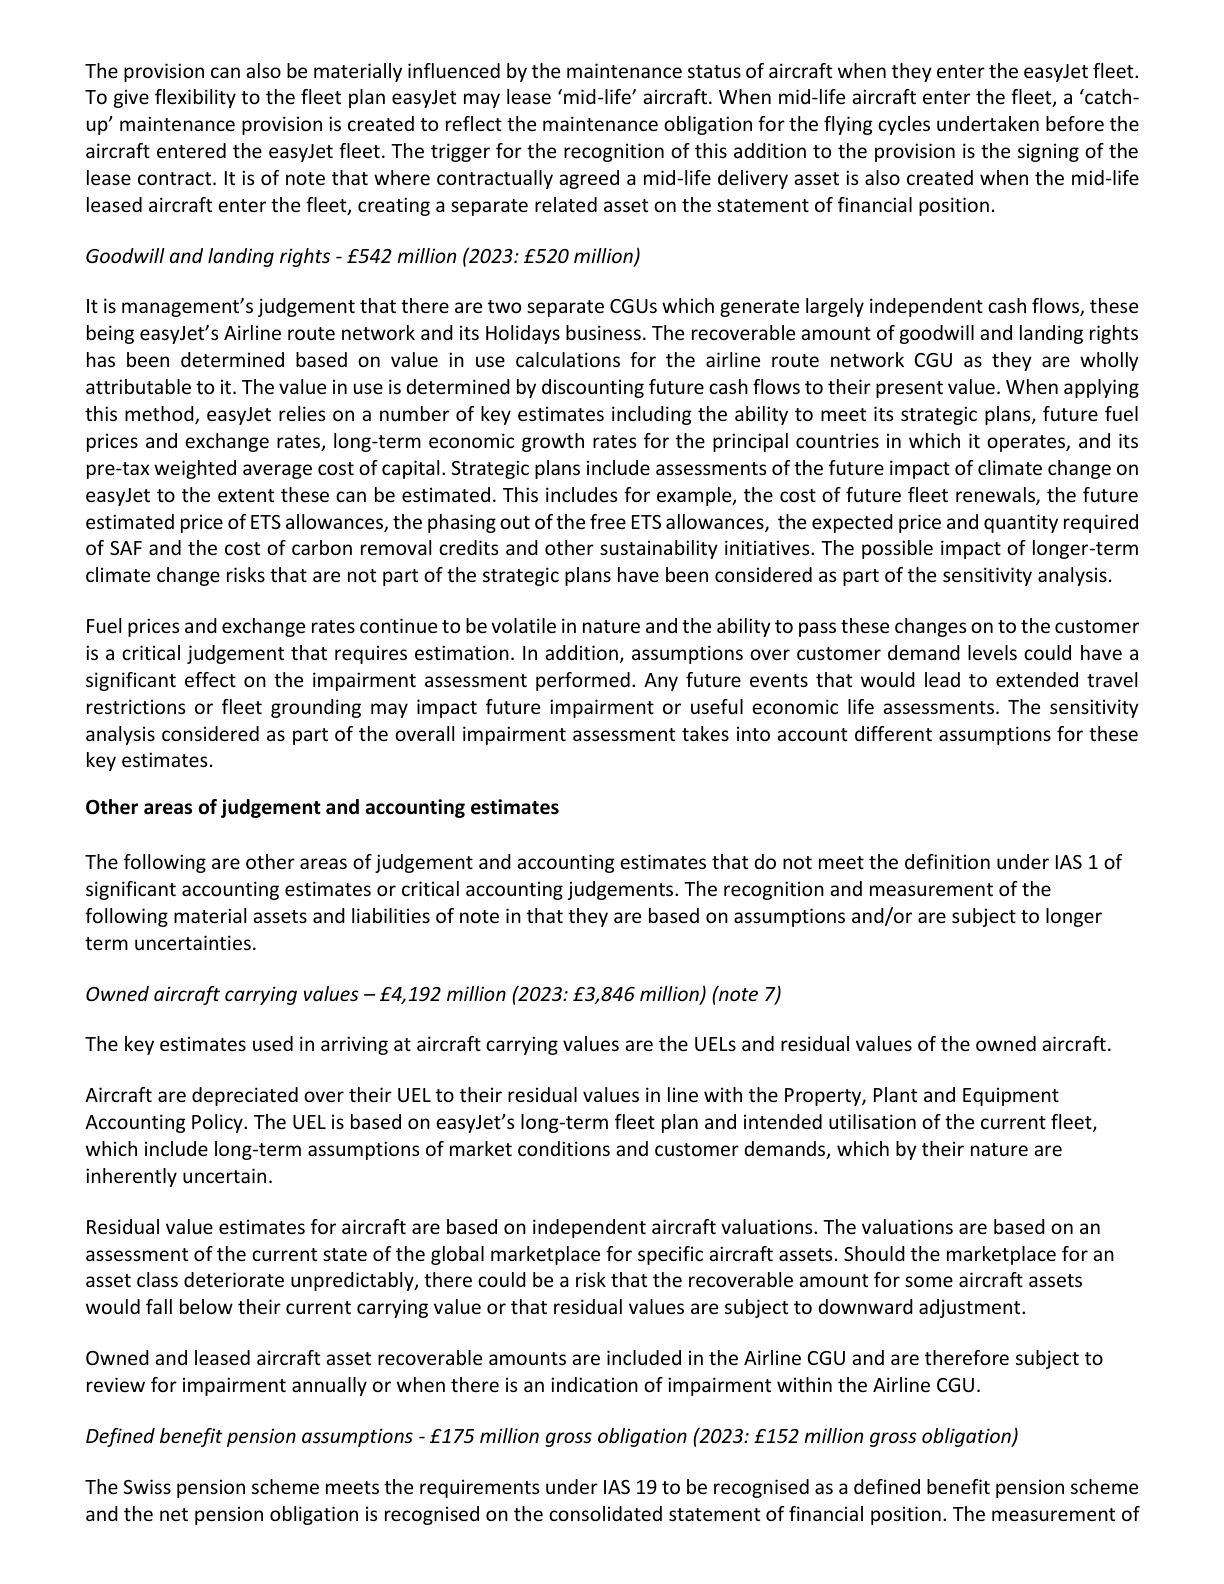 The provision can also be materially influenced by the maintenance status of aircraft when they enter the easyJet fleet.
To give flexibility to the fleet plan easyJet may lease ‘mid-life’ aircraft. When mid-life aircraft enter the fleet, a ‘catch-
up’ maintenance provision is created to reflect the maintenance obligation for the flying cycles undertaken before the
aircraft entered the easyJet fleet. The trigger for the recognition of this addition to the provision is the signing of the
lease contract. It is of note that where contractually agreed a mid-life delivery asset is also created when the mid-life
leased aircraft enter the fleet, creating a separate related asset on the statement of financial position.
Goodwill and landing rights - £542 million (2023: £520 million)
It is management’s judgement that there are two separate CGUs which generate largely independent cash flows, these
being easyJet’s Airline route network and its Holidays business. The recoverable amount of goodwill and landing rights
has been determined based on value in use calculations for the airline route network CGU as they are wholly
attributable to it. The value in use is determined by discounting future cash flows to their present value. When applying
this method, easyJet relies on a number of key estimates including the ability to meet its strategic plans, future fuel
prices and exchange rates, long-term economic growth rates for the principal countries in which it operates, and its
pre-tax weighted average cost of capital. Strategic plans include assessments of the future impact of climate change on
easyJet to the extent these can be estimated. This includes for example, the cost of future fleet renewals, the future
estimated price of ETS allowances, the phasing out of the free ETS allowances, the expected price and quantity required
of SAF and the cost of carbon removal credits and other sustainability initiatives. The possible impact of longer-term
climate change risks that are not part of the strategic plans have been considered as part of the sensitivity analysis.
Fuel prices and exchange rates continue to be volatile in nature and the ability to pass these changes on to the customer
is a critical judgement that requires estimation. In addition, assumptions over customer demand levels could have a
significant effect on the impairment assessment performed. Any future events that would lead to extended travel
restrictions or fleet grounding may impact future impairment or useful economic life assessments. The sensitivity
analysis considered as part of the overall impairment assessment takes into account different assumptions for these
key estimates.
Other areas of judgement and accounting estimates
The following are other areas of judgement and accounting estimates that do not meet the definition under IAS 1 of
significant accounting estimates or critical accounting judgements. The recognition and measurement of the
following material assets and liabilities of note in that they are based on assumptions and/or are subject to longer
term uncertainties.
Owned aircraft carrying values – £4,192 million (2023: £3,846 million) (note 7)
The key estimates used in arriving at aircraft carrying values are the UELs and residual values of the owned aircraft.
Aircraft are depreciated over their UEL to their residual values in line with the Property, Plant and Equipment
Accounting Policy. The UEL is based on easyJet’s long-term fleet plan and intended utilisation of the current fleet,
which include long-term assumptions of market conditions and customer demands, which by their nature are
inherently uncertain.
Residual value estimates for aircraft are based on independent aircraft valuations. The valuations are based on an
assessment of the current state of the global marketplace for specific aircraft assets. Should the marketplace for an
asset class deteriorate unpredictably, there could be a risk that the recoverable amount for some aircraft assets
would fall below their current carrying value or that residual values are subject to downward adjustment.
Owned and leased aircraft asset recoverable amounts are included in the Airline CGU and are therefore subject to
review for impairment annually or when there is an indication of impairment within the Airline CGU.
Defined benefit pension assumptions - £175 million gross obligation (2023: £152 million gross obligation)
The Swiss pension scheme meets the requirements under IAS 19 to be recognised as a defined benefit pension scheme
and the net pension obligation is recognised on the consolidated statement of financial position. The measurement of